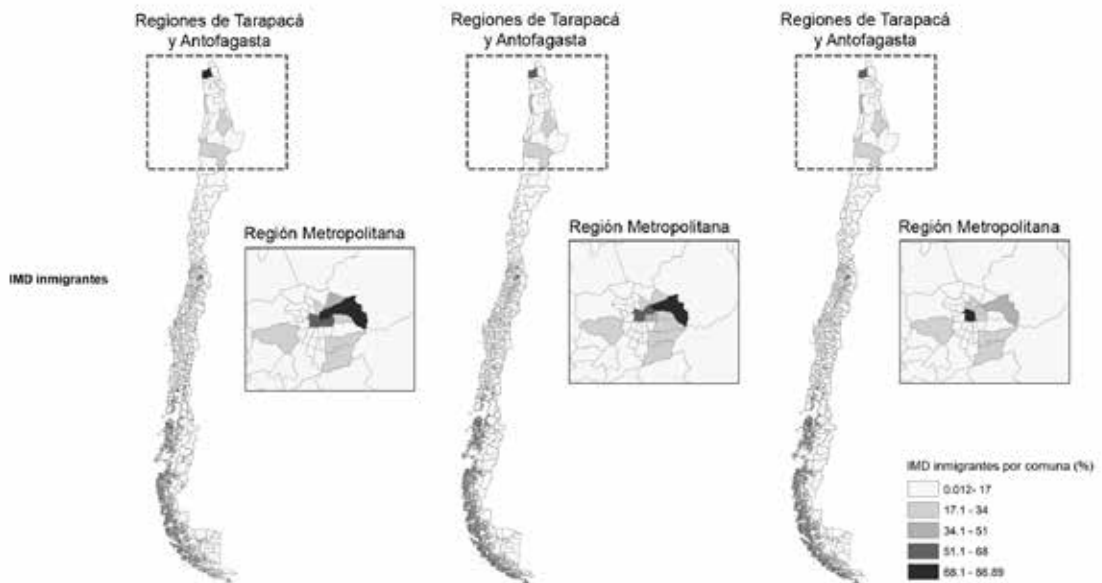 Regiones de Tarapacá
y Antofagasta
Regiones de Tarapacá
y Antofagasta
Regiones de Tarapacá
y Antofagasta
Región Metropolitana
Región Metropolitana
Región Metropolitana
IMD inmigrantes
IMD inmigrantes por comuna (%)
0.012- 17
17.1 - 34
34.1 - 51
51.1 - 68
68.1 - 86.89